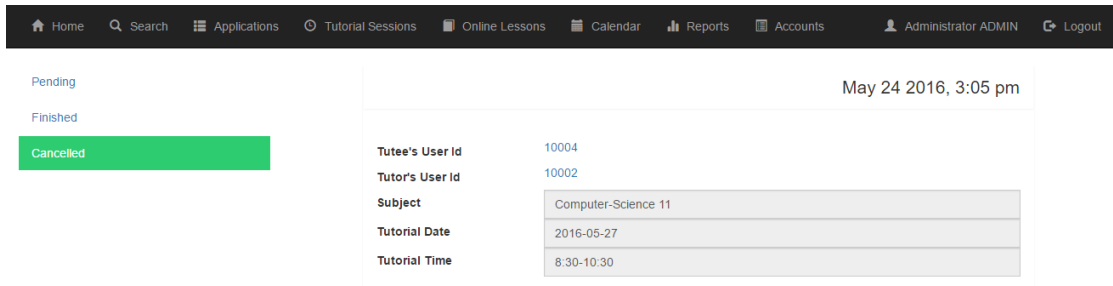 Home Search Applications Tutorial Sessions Online Lessons Calendar Reports Accounts Administrator ADMIN Logout
Pending
Finished
Cancelled
May 24 2016, 3:05 pm
Tutee's User Id 10004
Tutor's User Id 10002
Subject Computer-Science 11
Tutorial Date 2016-05-27
Tutorial Time 8:30-10:30